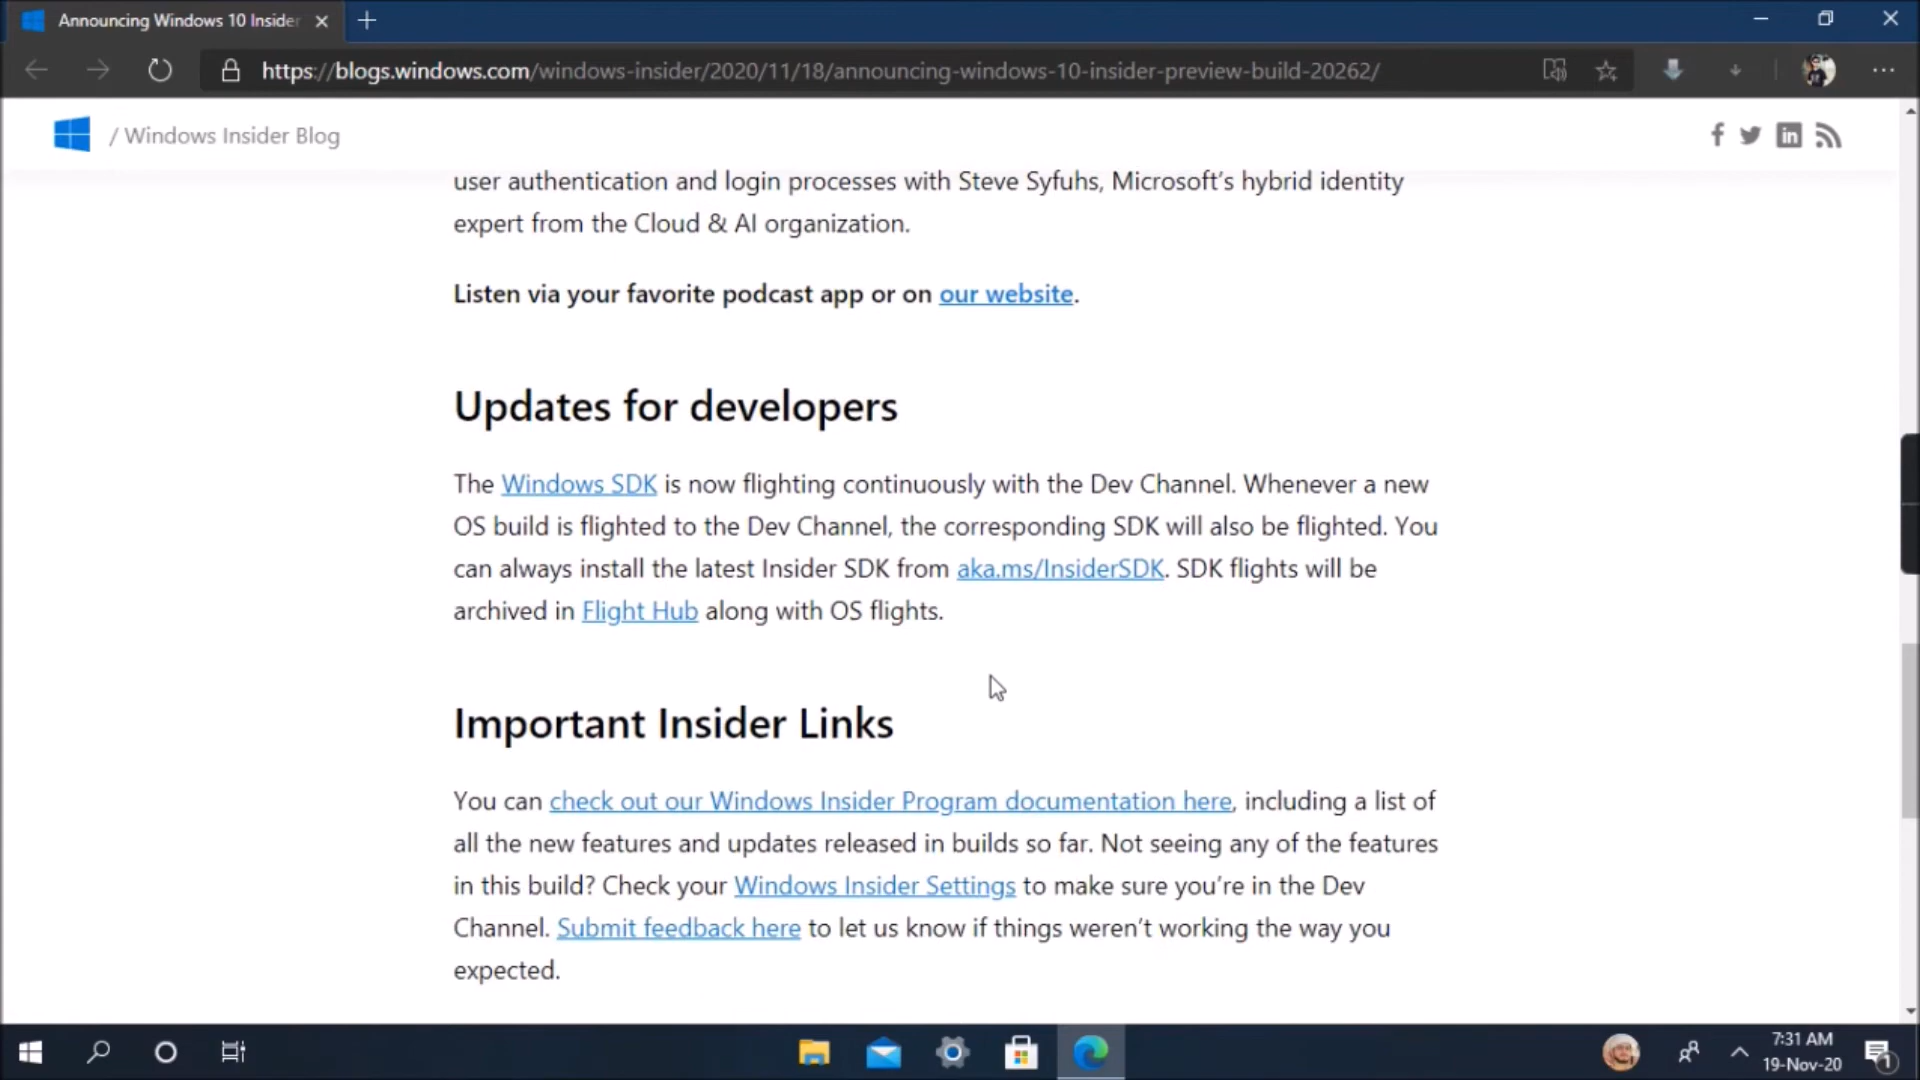 Announcing Windows 10 Insider
https://blogs.windows.com/windows-insider/2020/11/18/announcing-windows-10-insider-preview-build-20262/
/ Windows Insider Blog
user authentication and login processes with Steve Syfuhs, Microsoft’s hybrid identity
expert from the Cloud & AI organization.
Listen via your favorite podcast app or on our website.
Updates for developers
The Windows SDK is now flighting continuously with the Dev Channel. Whenever a new
OS build is flighted to the Dev Channel, the corresponding SDK will also be flighted. You
can always install the latest Insider SDK from aka.ms/InsiderSDK. SDK flights will be
archived in Flight Hub along with OS flights.
Important Insider Links
You can check out our Windows Insider Program documentation here, including a list of
all the new features and updates released in builds so far. Not seeing any of the features
in this build? Check your Windows Insider Settings to make sure you’re in the Dev
Channel. Submit feedback here to let us know if things weren’t working the way you
expected.
7:31 AM
19-Nov-20
1